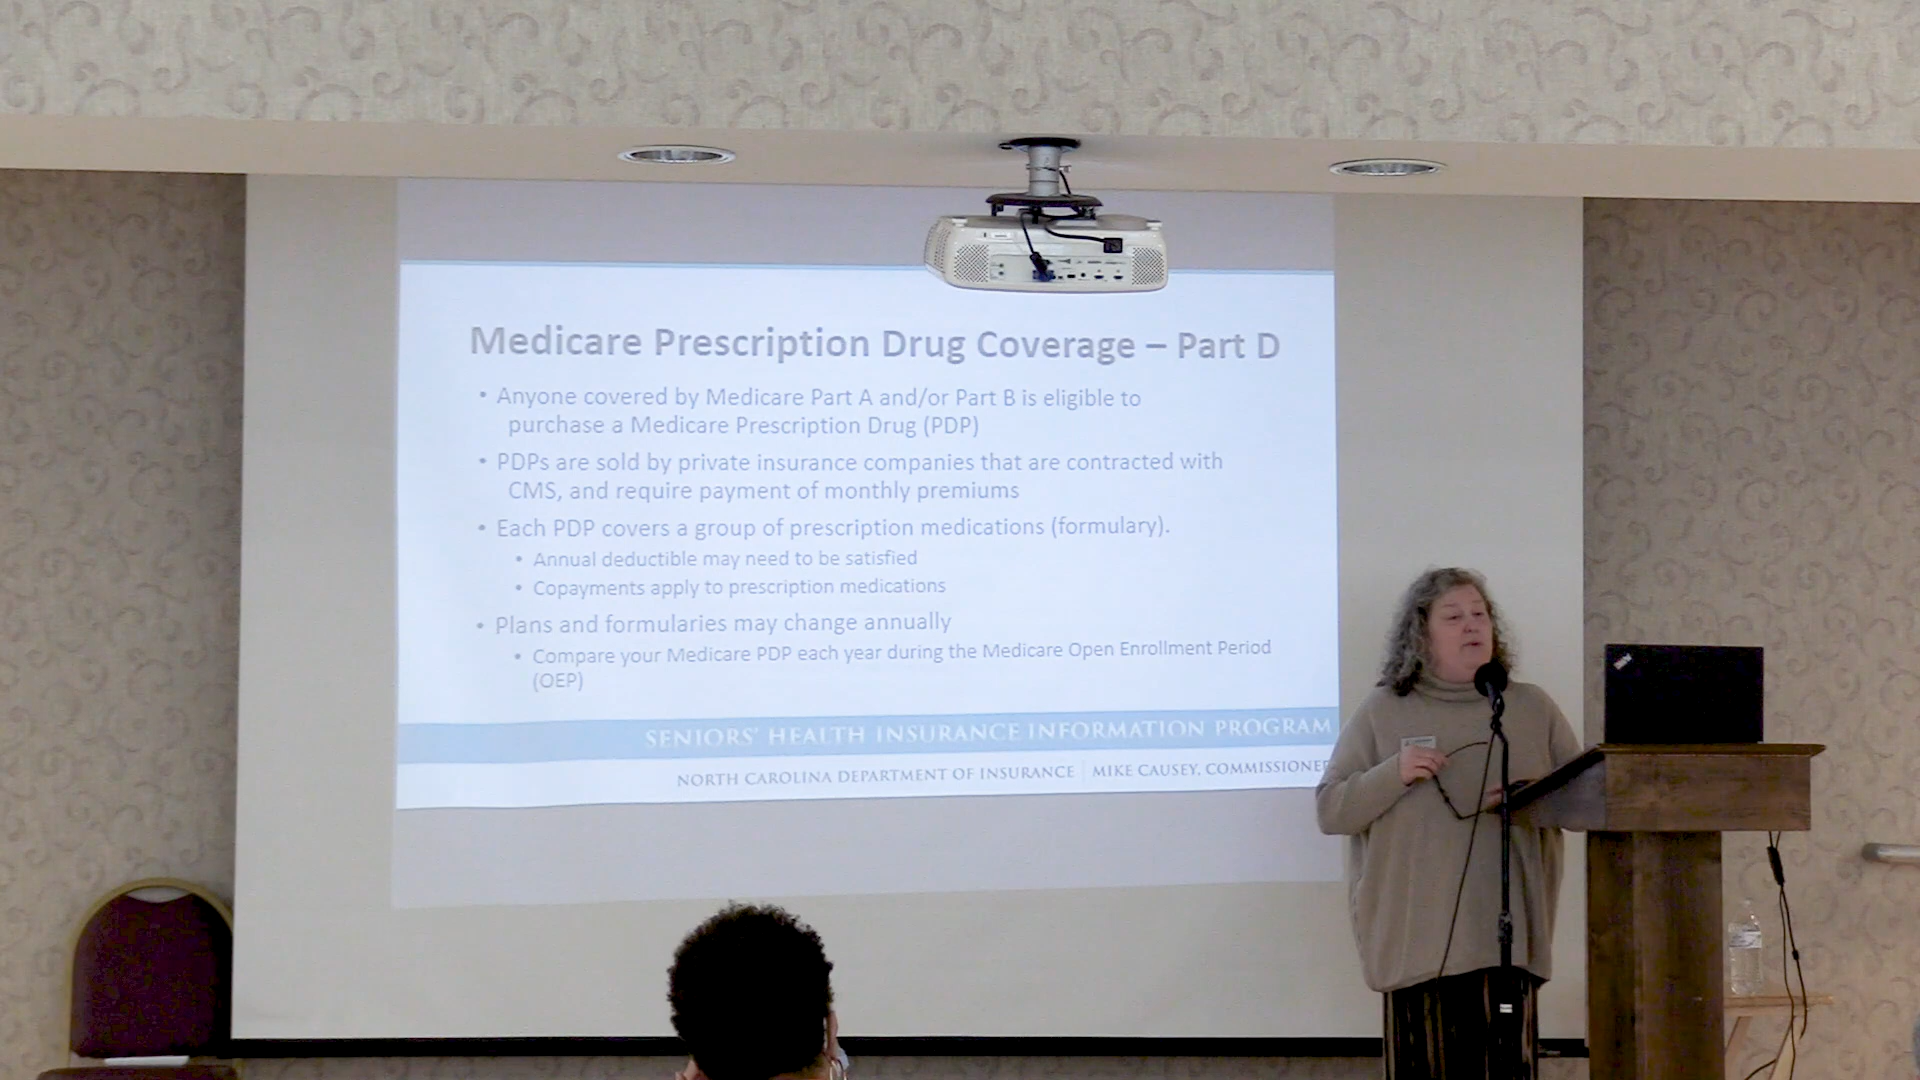 Medicare Prescription Drug Coverage – Part D
• Anyone covered by Medicare Part A and/or Part B is eligible to
purchase a Medicare Prescription Drug (PDP)
• PDPs are sold by private insurance companies that are contracted with
CMS, and require payment of monthly premiums
• Each PDP covers a group of prescription medications (formulary).
• Annual deductible may need to be satisfied
• Copayments apply to prescription medications
• Plans and formularies may change annually
• Compare your Medicare PDP each year during the Medicare Open Enrollment Period
(OEP)
SENIORS' HEALTH INSURANCE INFORMATION PROGRAM
NORTH CAROLINA DEPARTMENT OF INSURANCE | MIKE CAUSEY, COMMISSIONER